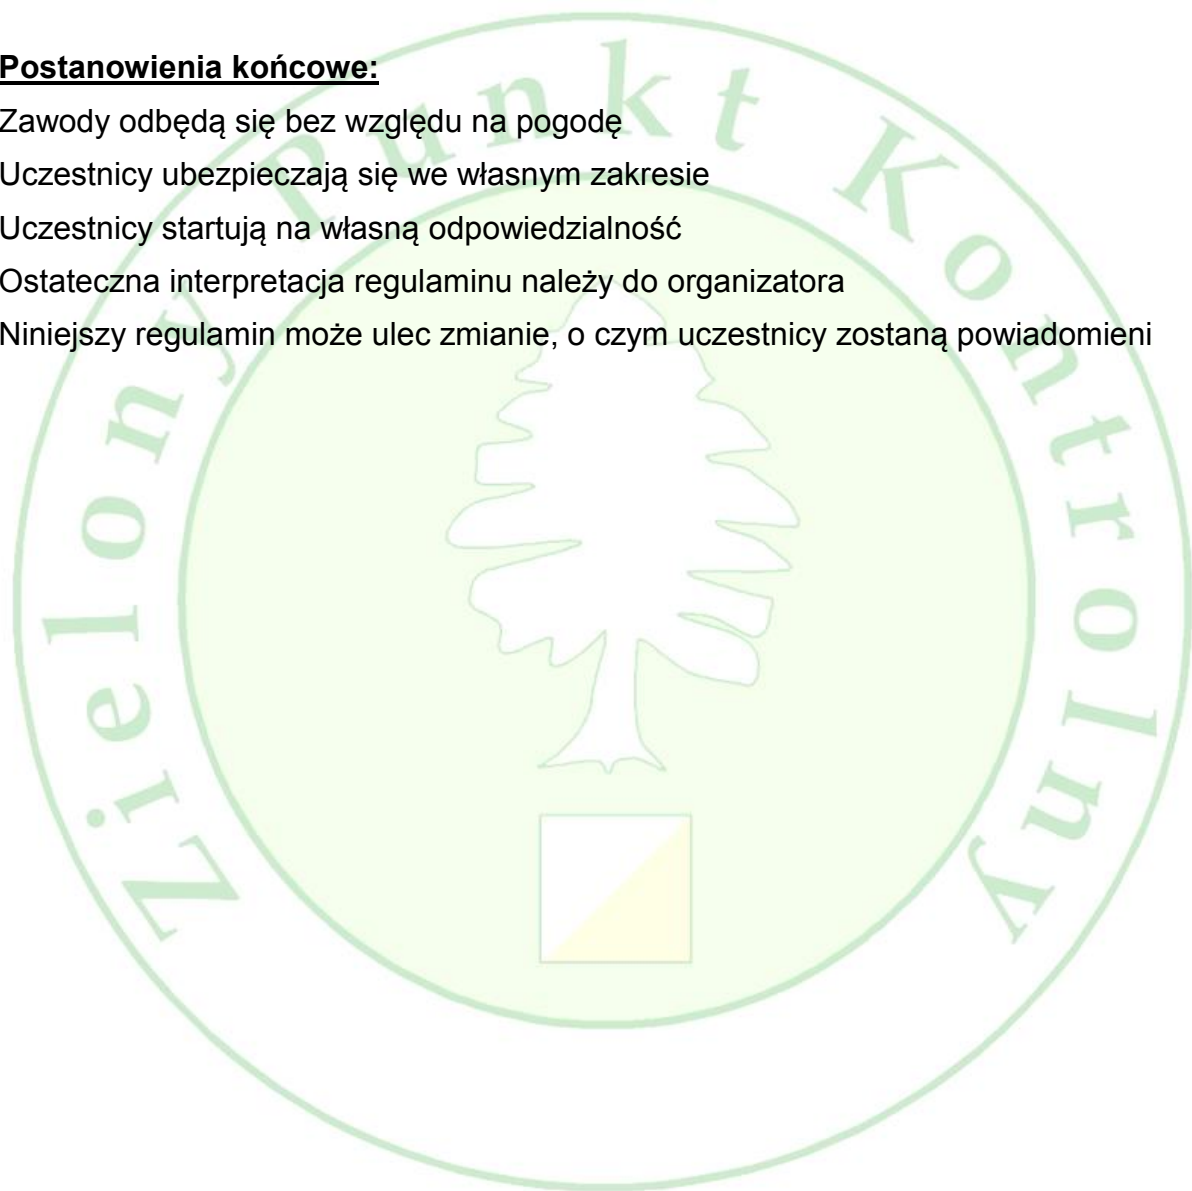 Postanowienia końcowe:
Zawody odbędą się bez względu na pogodę
Uczestnicy ubezpieczają się we własnym zakresie
Uczestnicy startują na własną odpowiedzialność
Ostateczna interpretacja regulaminu należy do organizatora
Niniejszy regulamin może ulec zmianie, o czym uczestnicy zostaną powiadomieni
Zielony Punkt Kontrolny